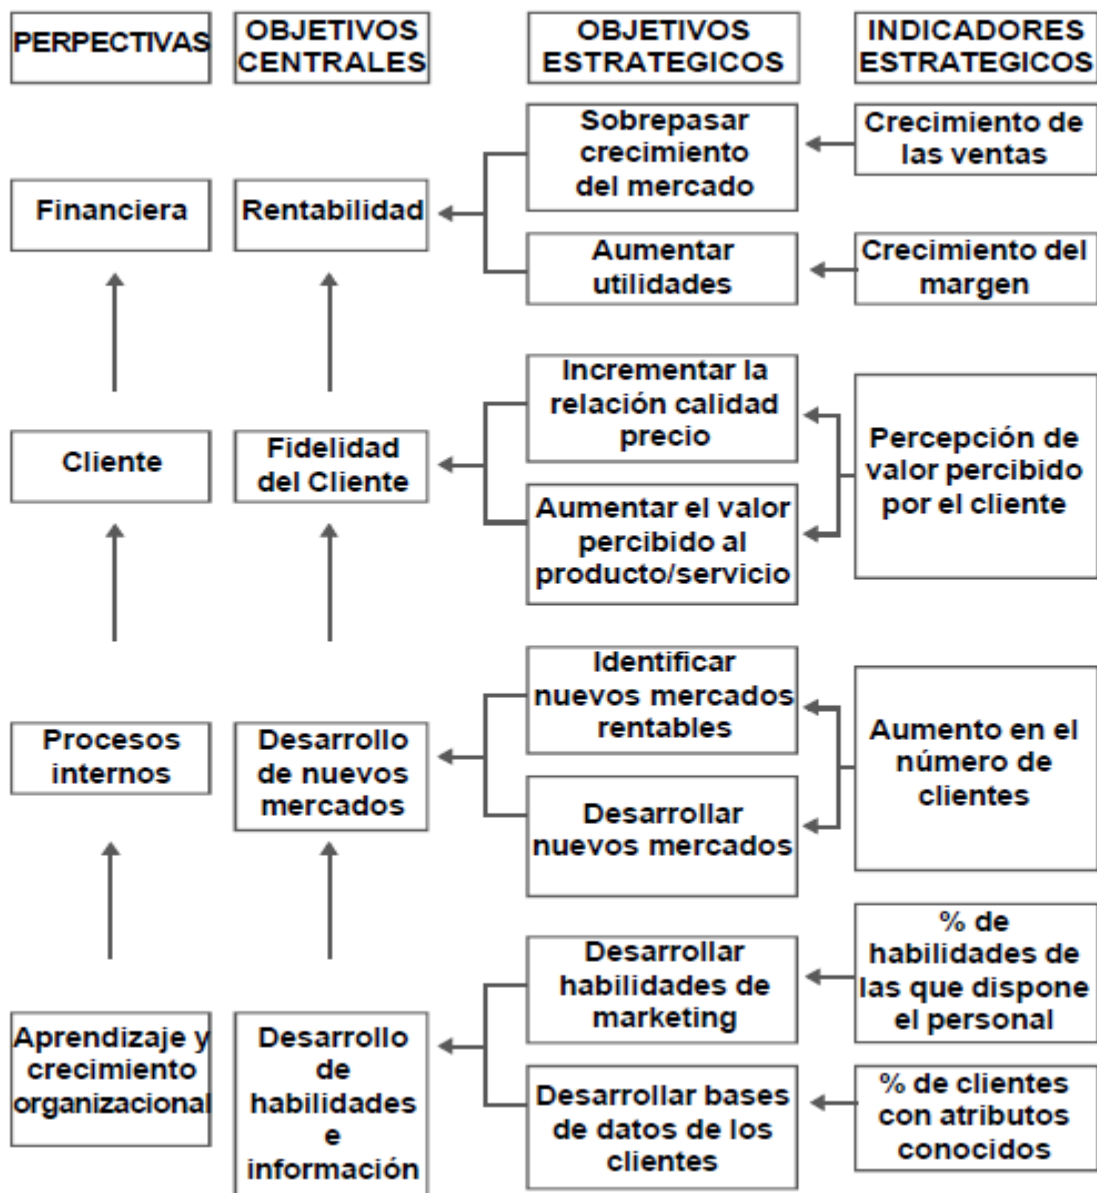 PERPECTIVAS
OBJETIVOS
CENTRALES
OBJETIVOS
ESTRATEGICOS
INDICADORES
ESTRATEGICOS
Financiera
Rentabilidad
Sobrepasar
crecimiento
del mercado
Crecimiento de
las ventas
Aumentar
utilidades
Crecimiento del
margen
Cliente
Fidelidad
del Cliente
Incrementar la
relación calidad
precio
Aumentar el valor
percibido al
producto/servicio
Percepción de
valor percibido
por el cliente
Procesos
internos
Desarrollo
de nuevos
mercados
Identificar
nuevos mercados
rentables
Desarrollar
nuevos mercados
Aumento en el
número de
clientes
Aprendizaje y
crecimiento
organizacional
Desarrollo
de
habilidades
e
información
Desarrollar
habilidades de
marketing
% de
habilidades de
las que dispone
el personal
Desarrollar bases
de datos de los
clientes
% de clientes
con atributos
conocidos